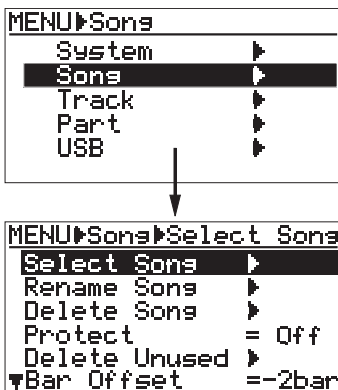 MENU▶Song
System ▶
Song ▶
Track ▶
Part ▶
USB ▶
MENU▶Song▶Select Song
Select Song ▶
Rename Song ▶
Delete Song ▶
Protect = Off
Delete Unused ▶
▼Bar Offset =-2bar